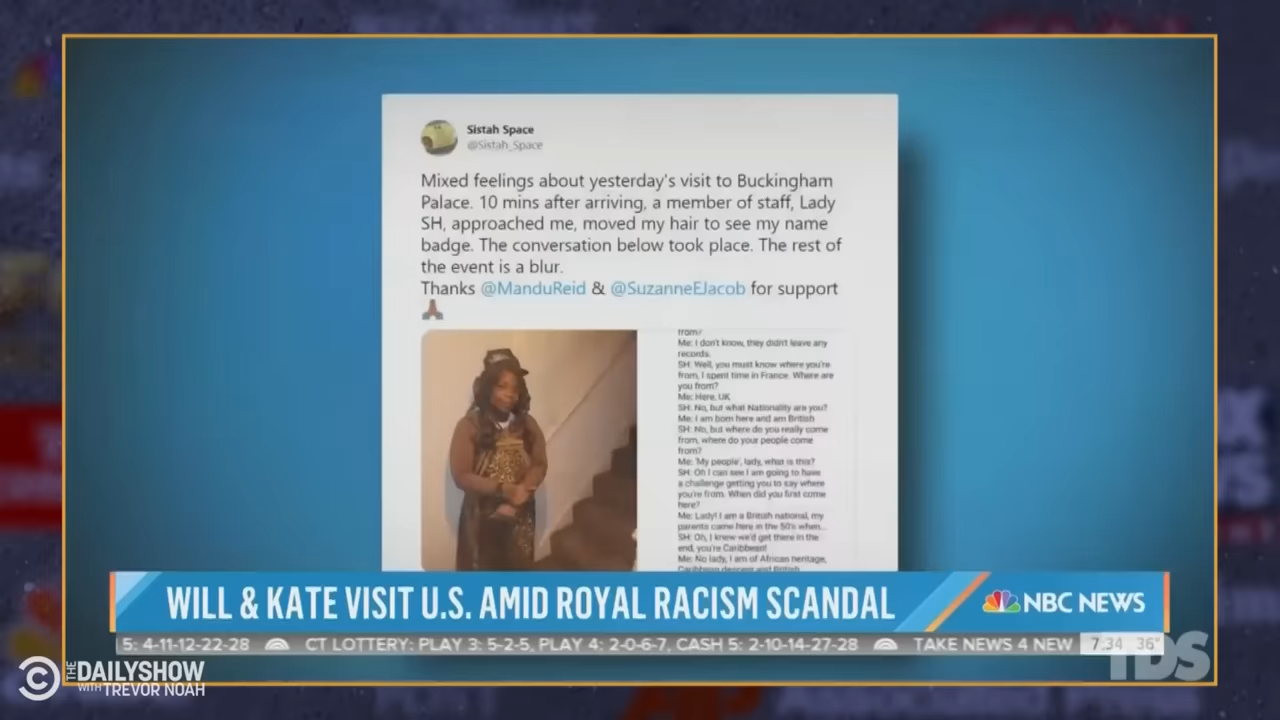 Sistah Space
@Sistah_Space
Mixed feelings about yesterday's visit to Buckingham
Palace. 10 mins after arriving, a member of staff, Lady
SH, approached me, moved my hair to see my name
badge. The conversation below took place. The rest of
the event is a blur.
Thanks @ManduReid & @SuzanneEJacob for support
from?
Me: I don't know, they didn't leave any
records.
SH: Well, you must know where you're
from, I spent time in France. Where are
you from?
Me: Here, UK
SH: No, but what Nationality are you?
Me: I am born here and am British
SH: No, but where do you really come
from, where do your people come
from?
Me: 'My people', lady, what is this?
SH: Oh I can see I am going to have
a challenge getting you to say where
you're from. When did you first come
here?
Me: Lady! I am a British national, my
parents came here in the 50's when...
SH: Oh, I knew we'd get there in the
end, you're Caribbean!
Me: No lady, I am of African heritage,
Caribbean descent and British
WILL & KATE VISIT U.S. AMID ROYAL RACISM SCANDAL
NBC NEWS
5: 4-11-12-22-28 CT LOTTERY: PLAY 3: 5-2-5, PLAY 4: 2-0-6-7, CASH 5: 2-10-14-27-28 TAKE NEWS 4 NEW 7:34 36°
TDS
THE DAILYSHOW
WITH TREVOR NOAH